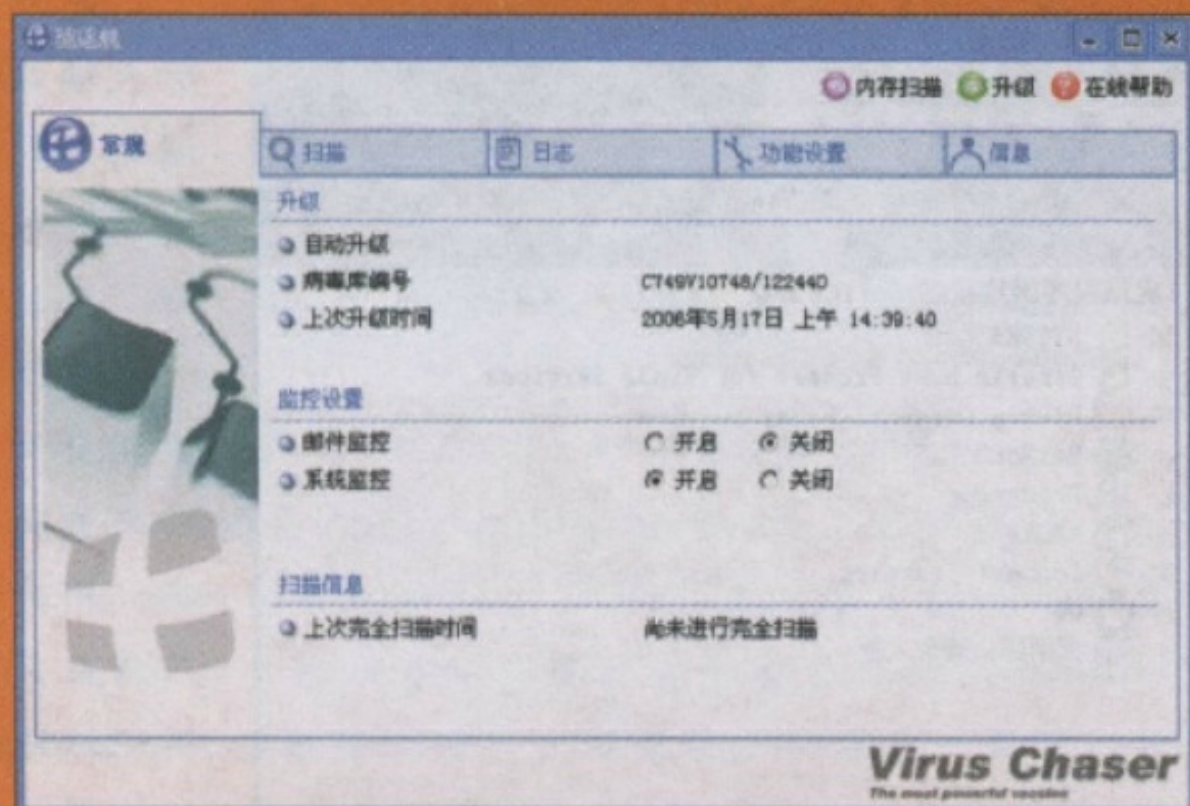 内存扫描 升级 在线帮助
常规 扫描 日志 功能设置 信息
升级
自动升级
病毒库编号 C749V10748/122440
上次升级时间 2006年5月17日 上午 14:39:40
监控设置
邮件监控 开启 关闭
系统监控 开启 关闭
扫描信息
上次完全扫描时间 尚未进行完全扫描
Virus Chaser
The most powerful vaccine